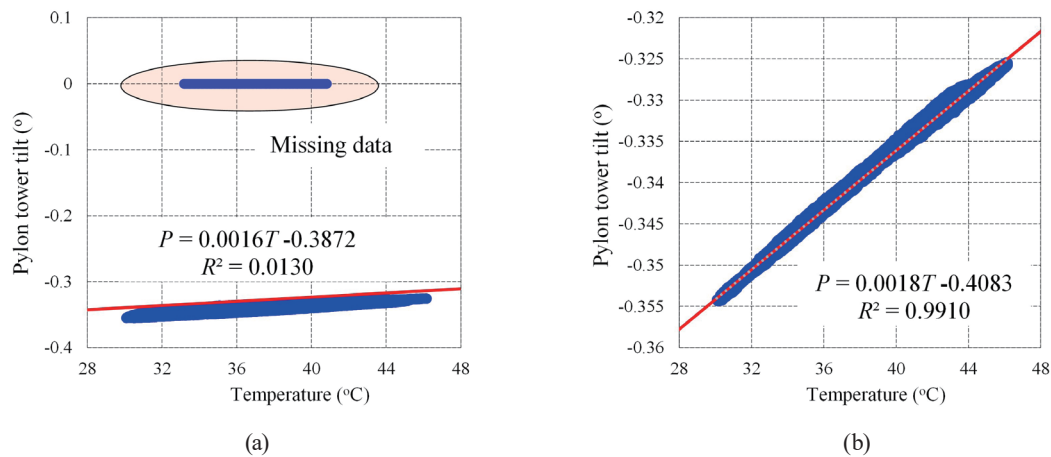 0.1
0
-0.1
-0.2
-0.3
-0.4
Pylon tower tilt (°)
Missing data
P = 0.0016T -0.3872
R² = 0.0130
28 32 36 40 44 48
Temperature (°C)
(a)
-0.32
-0.325
-0.33
-0.335
-0.34
-0.345
-0.35
-0.355
-0.36
Pylon tower tilt (°)
P = 0.0018T -0.4083
R² = 0.9910
28 32 36 40 44 48
Temperature (°C)
(b)